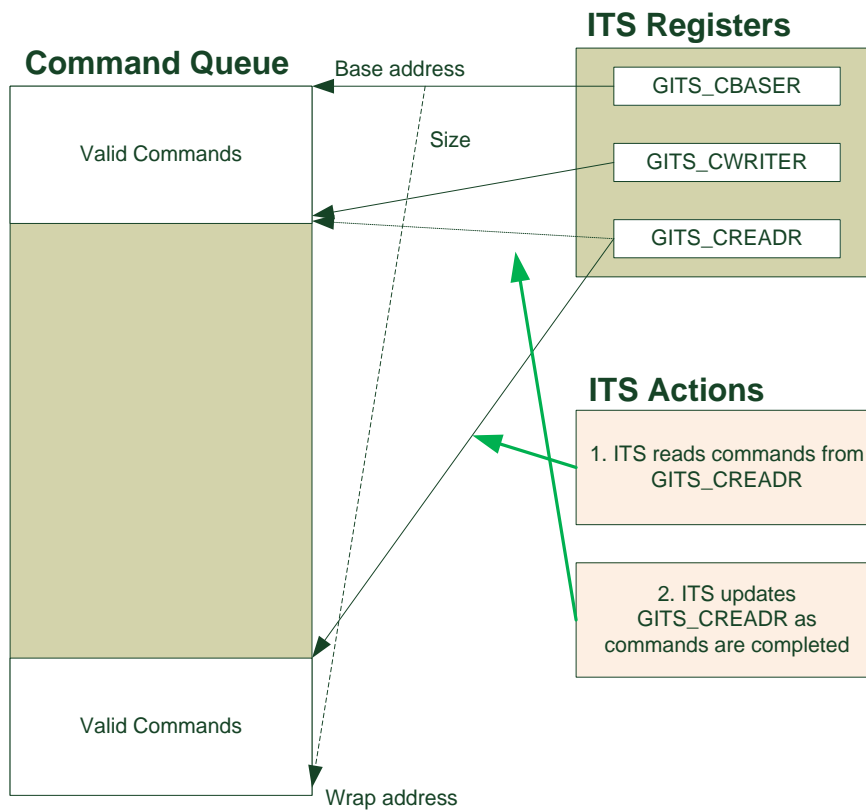 ITS Registers
Command Queue
Base address
GITS_CBASER
Size
Valid Commands
GITS_CWRITER
GITS_CREADR
ITS Actions
1. ITS reads commands from
GITS_CREADR
2. ITS updates
GITS_CREADR as
commands are completed
Valid Commands
Wrap address